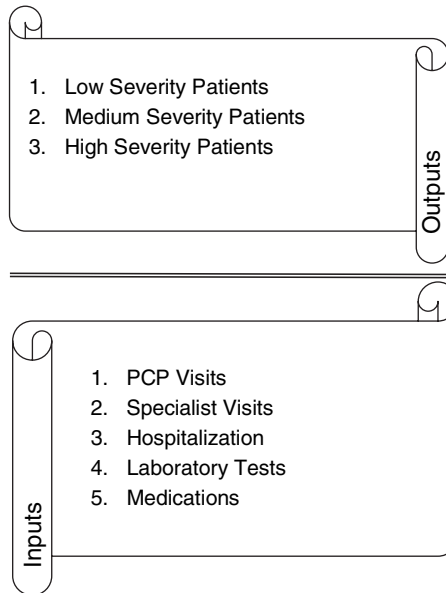 1. Low Severity Patients
2. Medium Severity Patients
3. High Severity Patients
Outputs
1. PCP Visits
2. Specialist Visits
3. Hospitalization
4. Laboratory Tests
5. Medications
Inputs